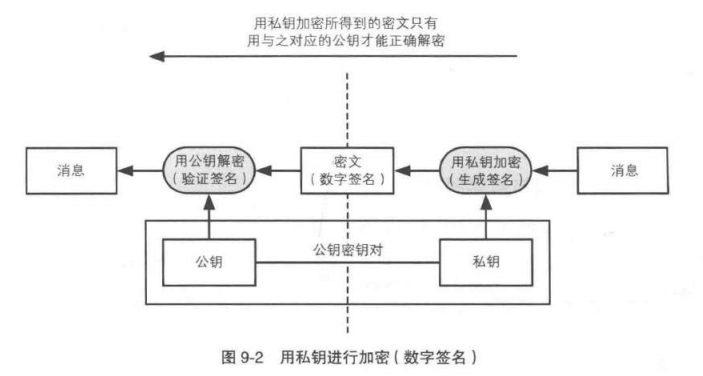 用私钥加密所得到的密文只有
用与之对应的公钥才能正确解密
消息
用公钥解密
（验证签名）
密文
（数字签名）
用私钥加密
（生成签名）
消息
公钥密钥对
公钥
私钥
图 9-2 用私钥进行加密（数字签名）